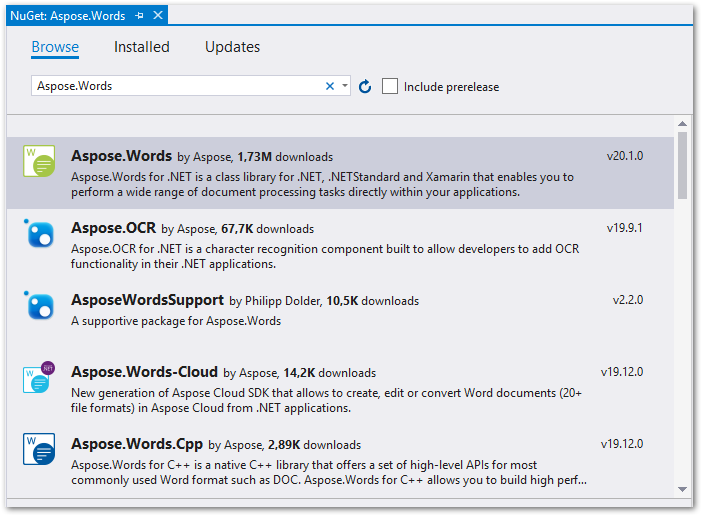 NuGet: Aspose.Words
Browse Installed Updates
Aspose.Words Include prerelease
Aspose.Words by Aspose, 1,73M downloads v20.1.0
Aspose.Words for .NET is a class library for .NET, .NETStandard and Xamarin that enables you to
perform a wide range of document processing tasks directly within your applications.
Aspose.OCR by Aspose, 67,7K downloads v19.9.1
Aspose.OCR for .NET is a character recognition component built to allow developers to add OCR
functionality in their .NET applications.
AsposeWordsSupport by Philipp Dolder, 10,5K downloads v2.2.0
A supportive package for Aspose.Words
Aspose.Words-Cloud by Aspose, 14,2K downloads v19.12.0
New generation of Aspose Cloud SDK that allows to create, edit or convert Word documents (20+
file formats) in Aspose Cloud from .NET applications.
Aspose.Words.Cpp by Aspose, 2,89K downloads v19.12.0
Aspose.Words for C++ is a native C++ library that offers a set of high-level APIs for most
commonly used Word format such as DOC. Aspose.Words for C++ allows you to build high perf...